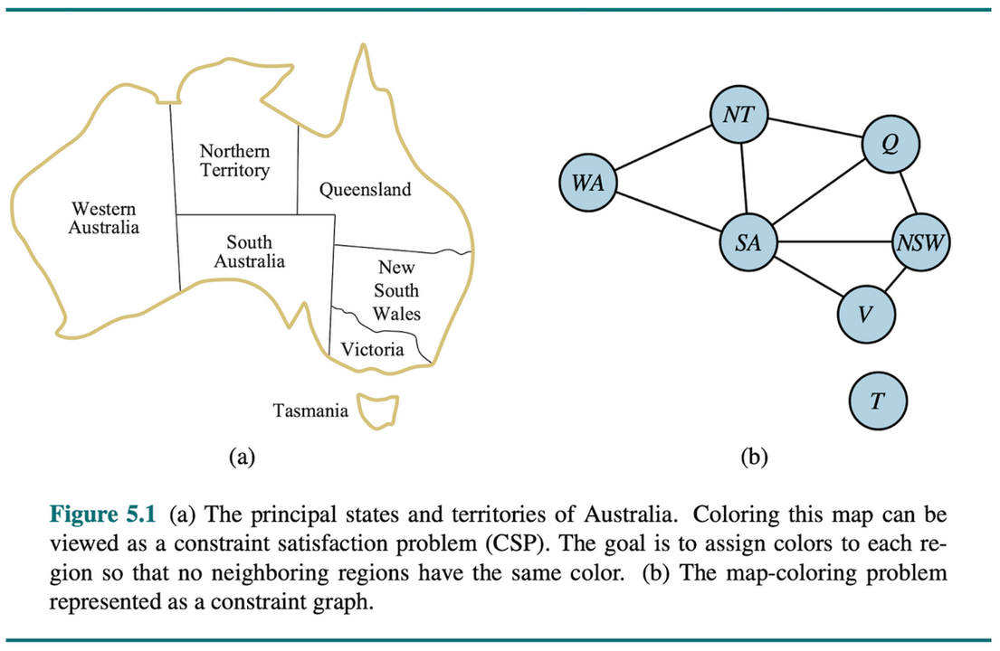 Northern
Territory
Western
Australia
Queensland
South
Australia
New
South
Wales
Victoria
Tasmania
(a)
NT
Q
WA
SA
NSW
V
T
(b)
Figure 5.1 (a) The principal states and territories of Australia. Coloring this map can be
viewed as a constraint satisfaction problem (CSP). The goal is to assign colors to each re-
gion so that no neighboring regions have the same color. (b) The map-coloring problem
represented as a constraint graph.